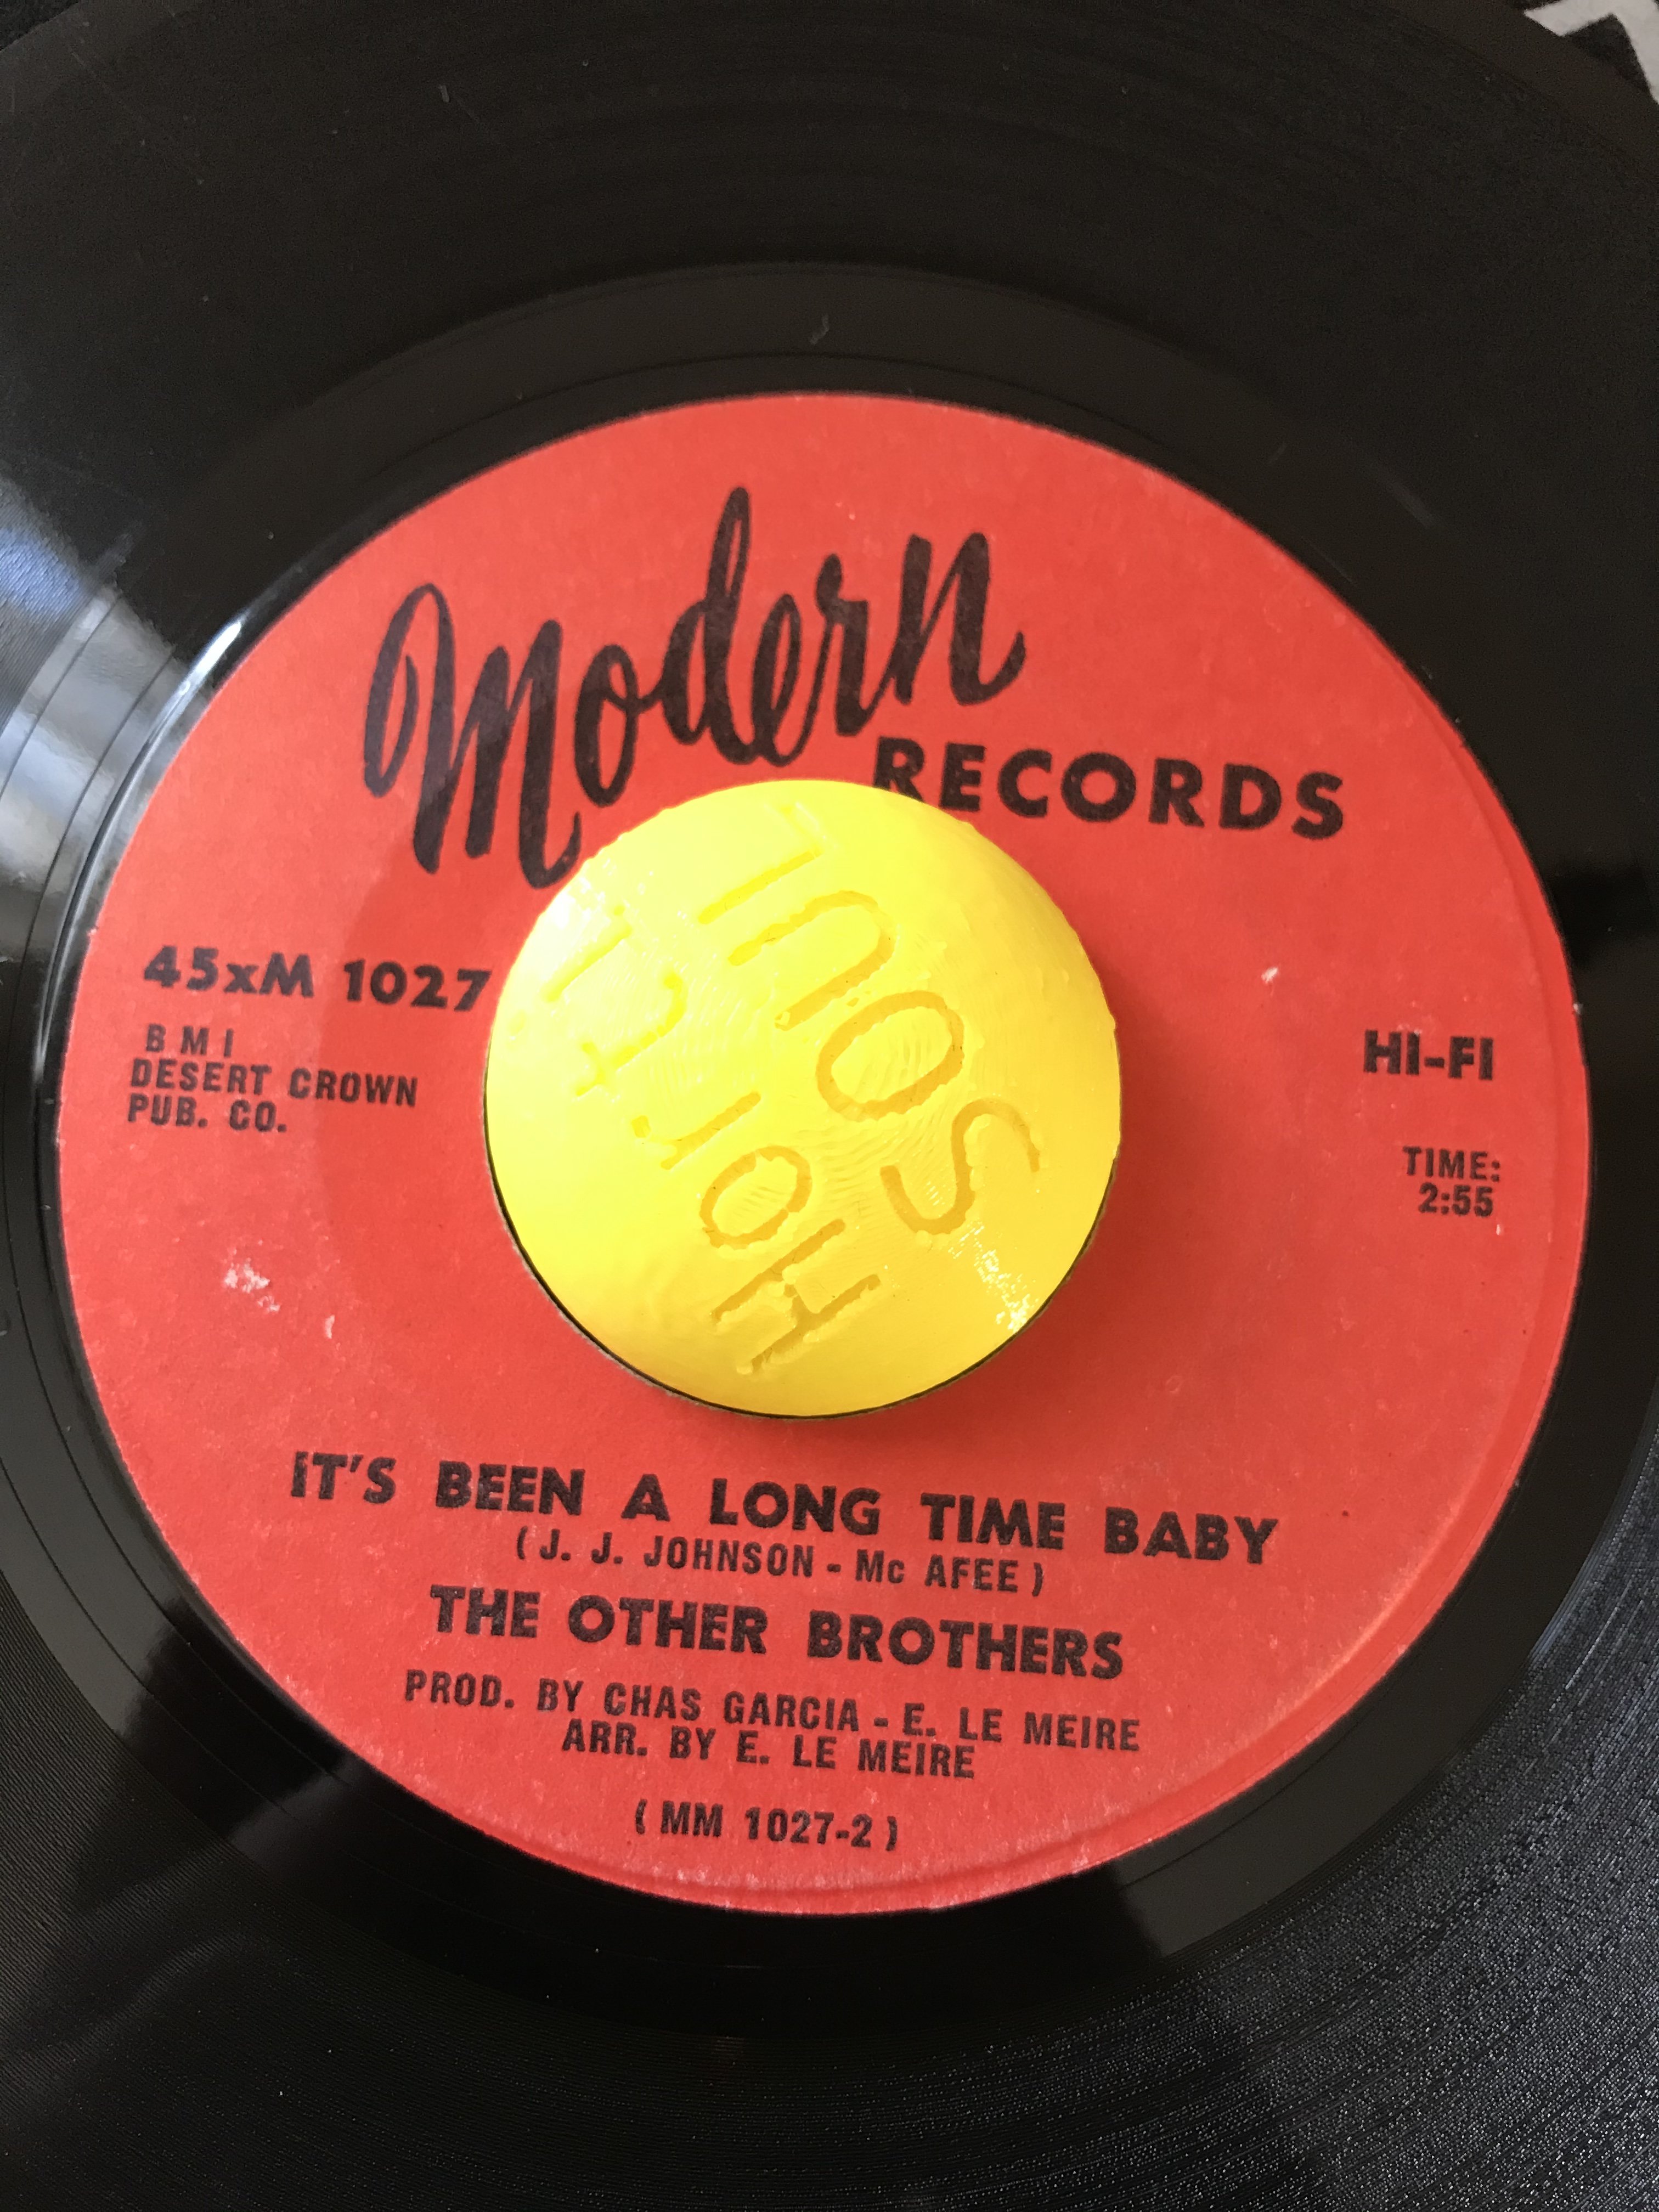 Modern
RECORDS
45xM 1027
B M I
DESERT CROWN
PUB. CO.
HI-FI
TIME:
2:55
SOUL
IT'S BEEN A LONG TIME BABY
( J. J. JOHNSON - Mc AFEE )
THE OTHER BROTHERS
PROD. BY CHAS GARCIA - E. LE MEIRE
ARR. BY E. LE MEIRE
( MM 1027-2 )